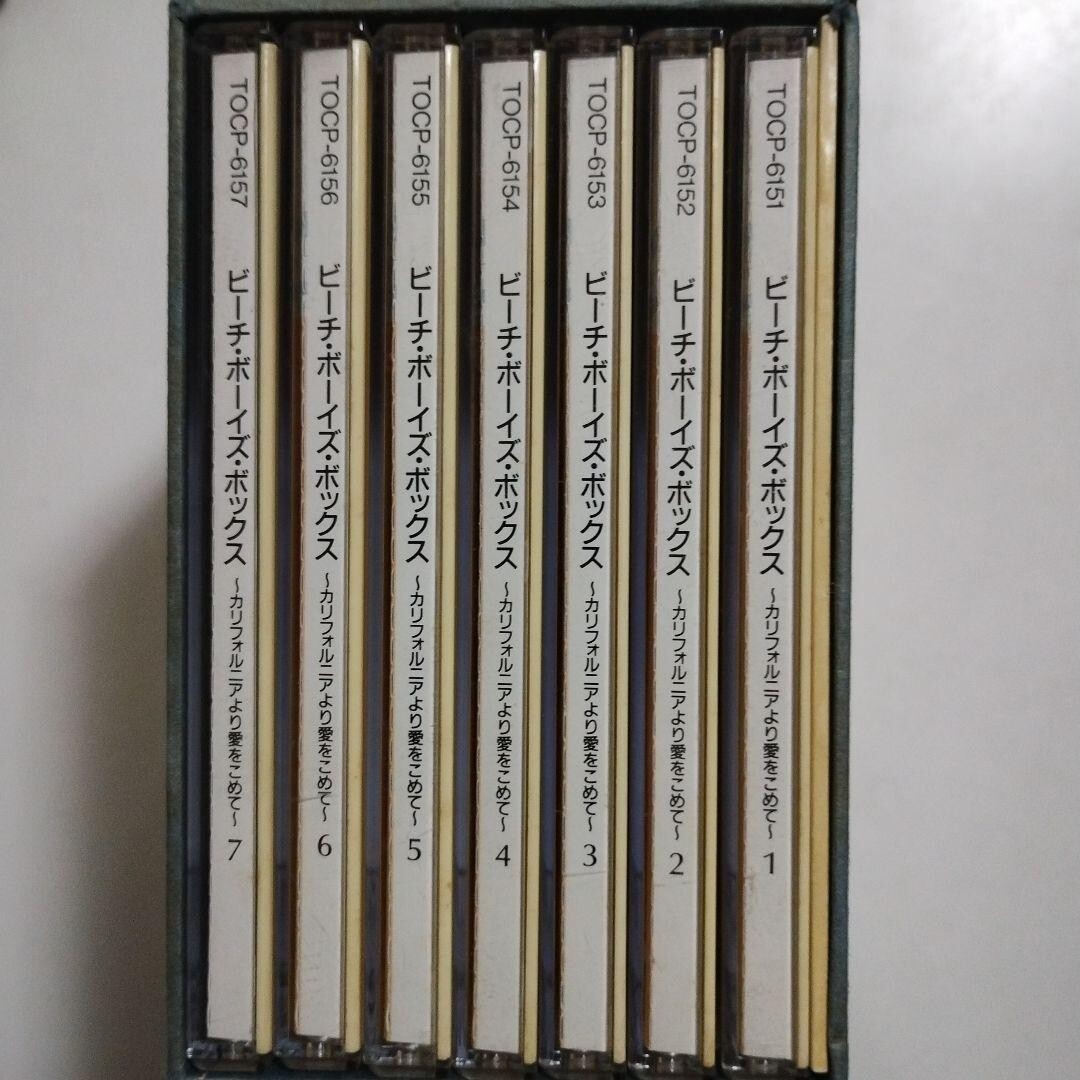 TOCP-6157 ビーチ・ボーイズ・ボックス ~カリフォルニアより愛をこめて~ 7
TOCP-6156 ビーチ・ボーイズ・ボックス ~カリフォルニアより愛をこめて~ 6
TOCP-6155 ビーチ・ボーイズ・ボックス ~カリフォルニアより愛をこめて~ 5
TOCP-6154 ビーチ・ボーイズ・ボックス ~カリフォルニアより愛をこめて~ 4
TOCP-6153 ビーチ・ボーイズ・ボックス ~カリフォルニアより愛をこめて~ 3
TOCP-6152 ビーチ・ボーイズ・ボックス ~カリフォルニアより愛をこめて~ 2
TOCP-6151 ビーチ・ボーイズ・ボックス ~カリフォルニアより愛をこめて~ 1